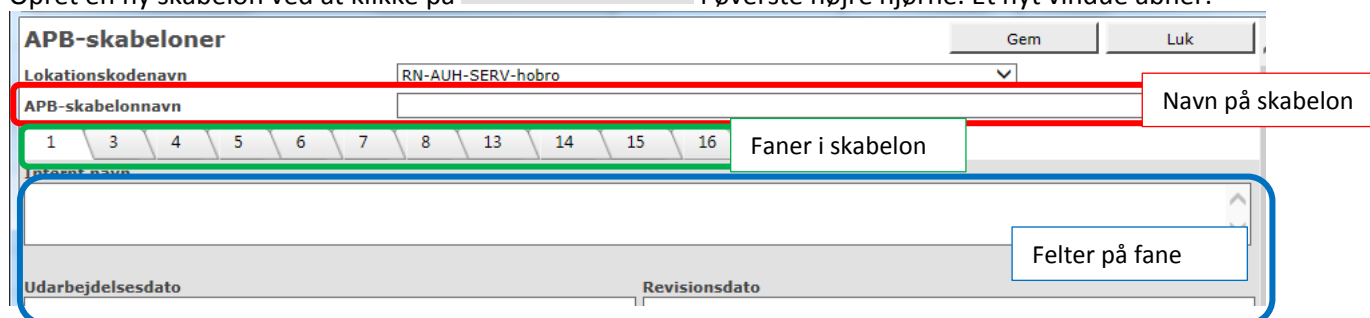 Opret en ny skabelon ved at klikke på i øverste højre hjørne. Et nyt vindue åbner:
APB-skabeloner Gem Luk
Lokationskodenavn RN-AUH-SERV-hobro
APB-skabelonnavn Navn på skabelon
1 3 4 5 6 7 8 13 14 15 16 Faner i skabelon
Internt navn
Felter på fane
Udarbejdelsesdato Revisionsdato